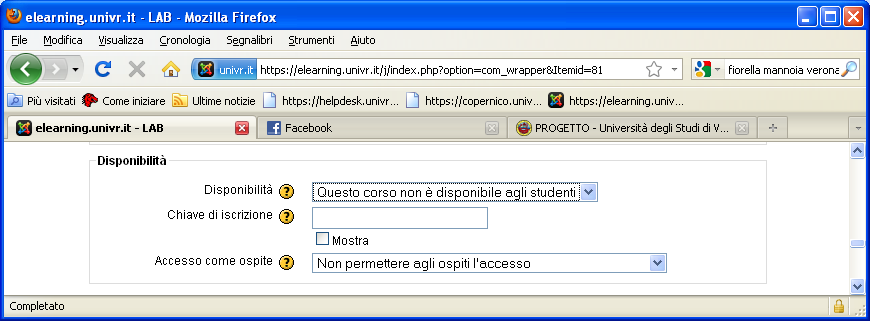 elearning.univr.it - LAB - Mozilla Firefox
File Modifica Visualizza Cronologia Segnalibri Strumenti Aiuto
univr.it https://elearning.univr.it/j/index.php?option=com_wrapper&Itemid=81 fiorella mannoia verona
Più visitati Come iniziare Ultime notizie https://helpdesk.univr... https://copernico.univ... https://elearning.univ...
elearning.univr.it - LAB Facebook PROGETTO - Università degli Studi di V...
Disponibilità
Disponibilità ? Questo corso non è disponibile agli studenti
Chiave di iscrizione ?
Mostra
Accesso come ospite ? Non permettere agli ospiti l'accesso
Completato